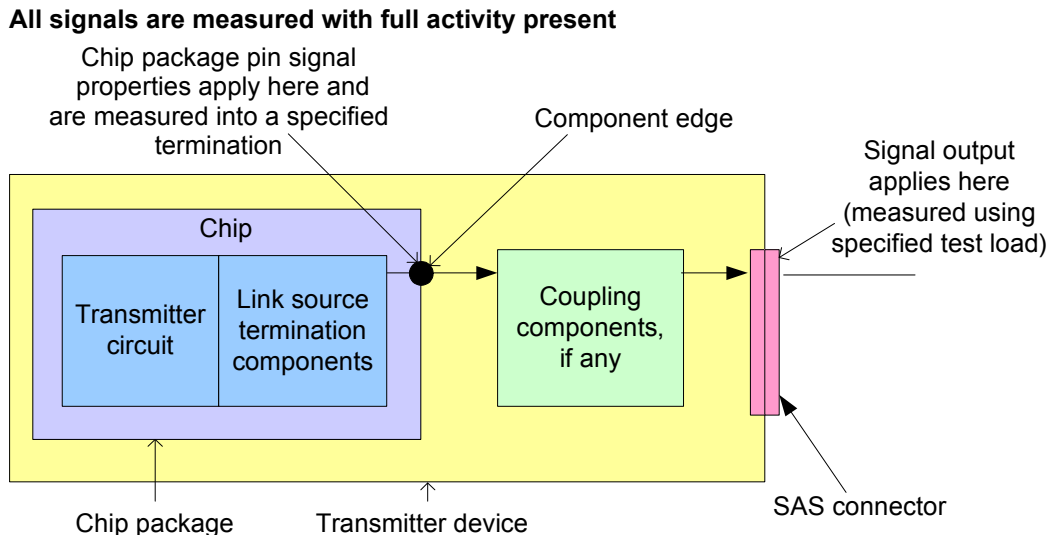 All signals are measured with full activity present
Chip package pin signal
properties apply here and
are measured into a specified
termination
Component edge
Signal output
applies here
(measured using
specified test load)
Chip
Transmitter
circuit
Link source
termination
components
Coupling
components,
if any
SAS connector
Chip package
Transmitter device